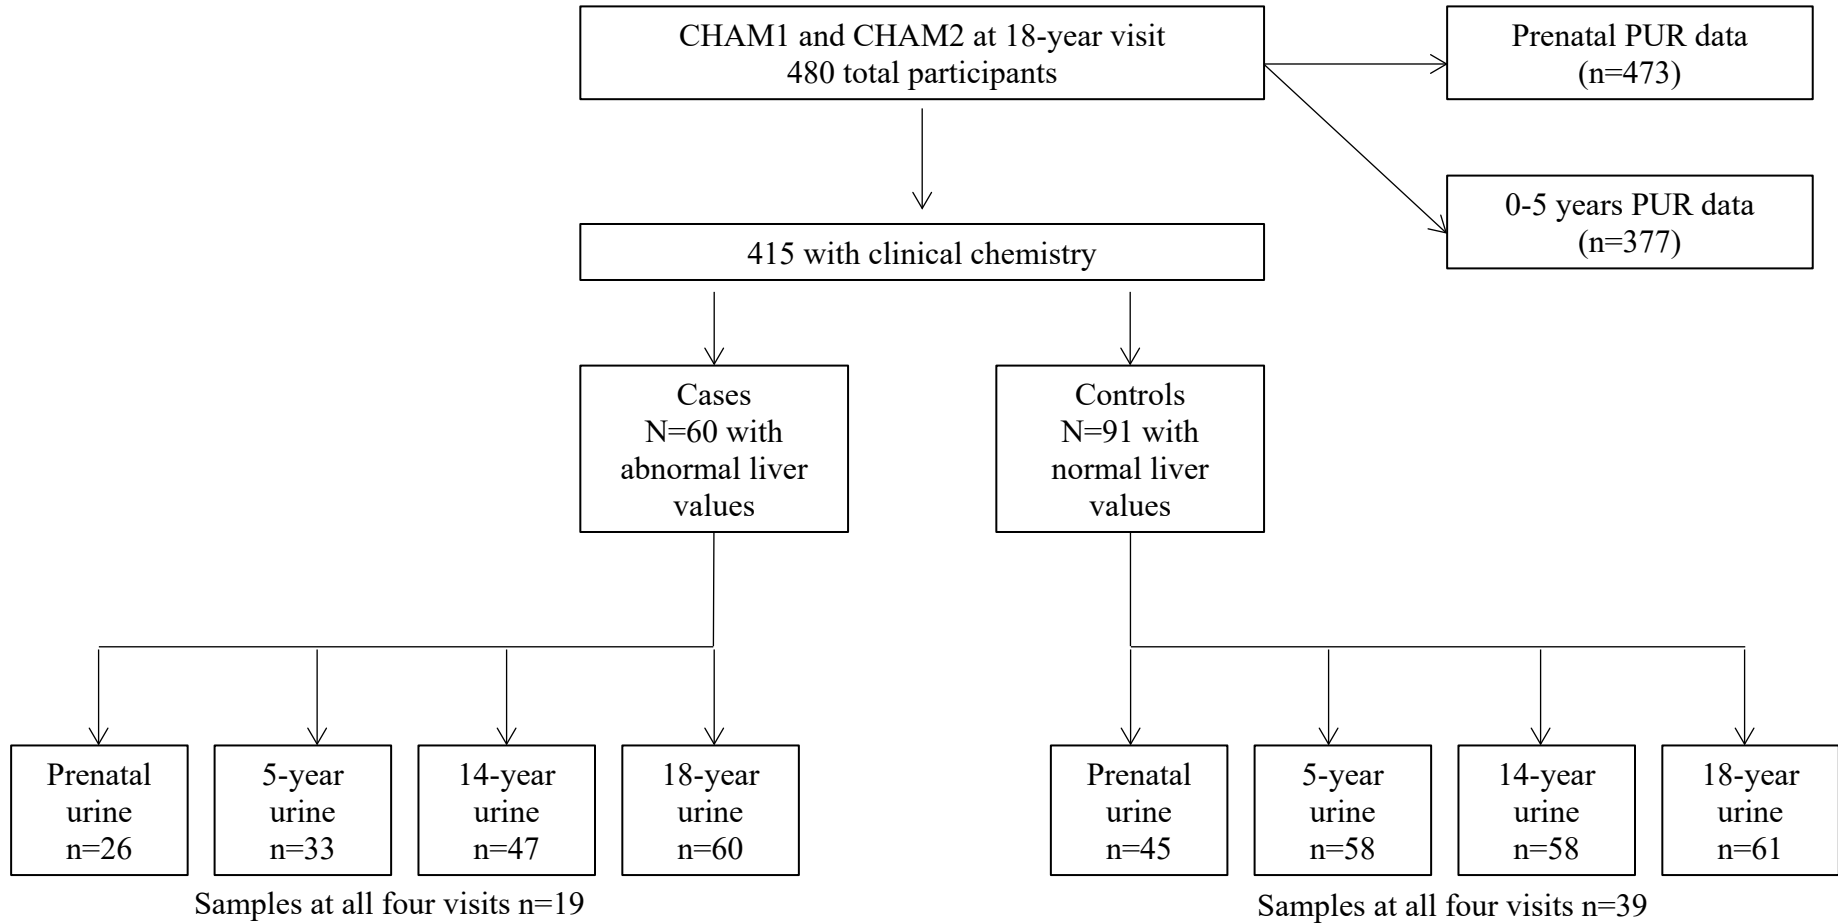 CHAM1 and CHAM2 at 18-year visit
480 total participants
Prenatal PUR data
(n=473)
0-5 years PUR data
(n=377)
415 with clinical chemistry
Cases
N=60 with
abnormal liver
values
Controls
N=91 with
normal liver
values
Prenatal
urine
n=26
5-year
urine
n=33
14-year
urine
n=47
18-year
urine
n=60
Samples at all four visits n=19
Prenatal
urine
n=45
5-year
urine
n=58
14-year
urine
n=58
18-year
urine
n=61
Samples at all four visits n=39